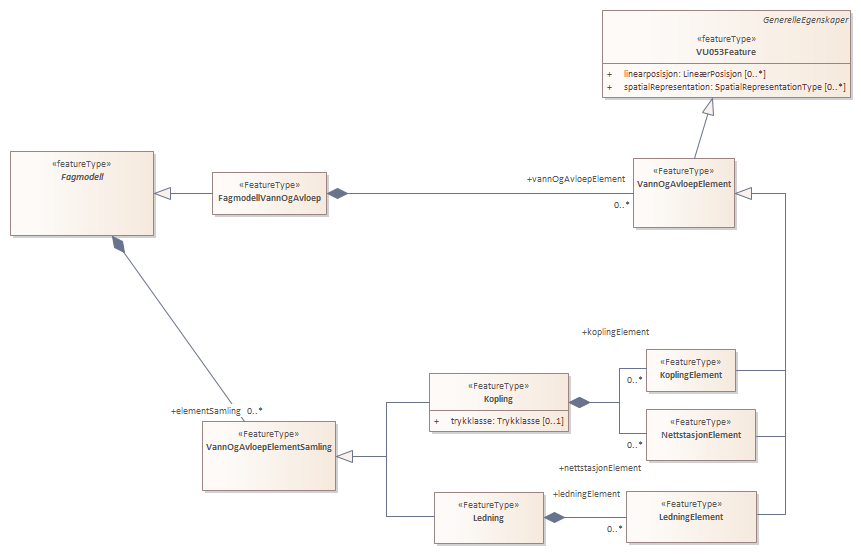 GenerelleEgenskaper
«featureType»
VU053Feature
+ linearposisjon: LineærPosisjon [0..*]
+ spatialRepresentation: SpatialRepresentationType [0..*]
«featureType»
Fagmodell
«FeatureType»
FagmodellVannOgAvloep
+vannOgAvloepElement
0..*
«FeatureType»
VannOgAvloepElement
+koplingElement
«FeatureType»
KoplingElement
0..*
«FeatureType»
Kopling
+ trykklasse: Trykklasse [0..1]
+elementSamling 0..*
«FeatureType»
NettstasjonElement
0..*
«FeatureType»
VannOgAvloepElementSamling
+nettstasjonElement
+ledningElement
«FeatureType»
Ledning
0..*
«FeatureType»
LedningElement